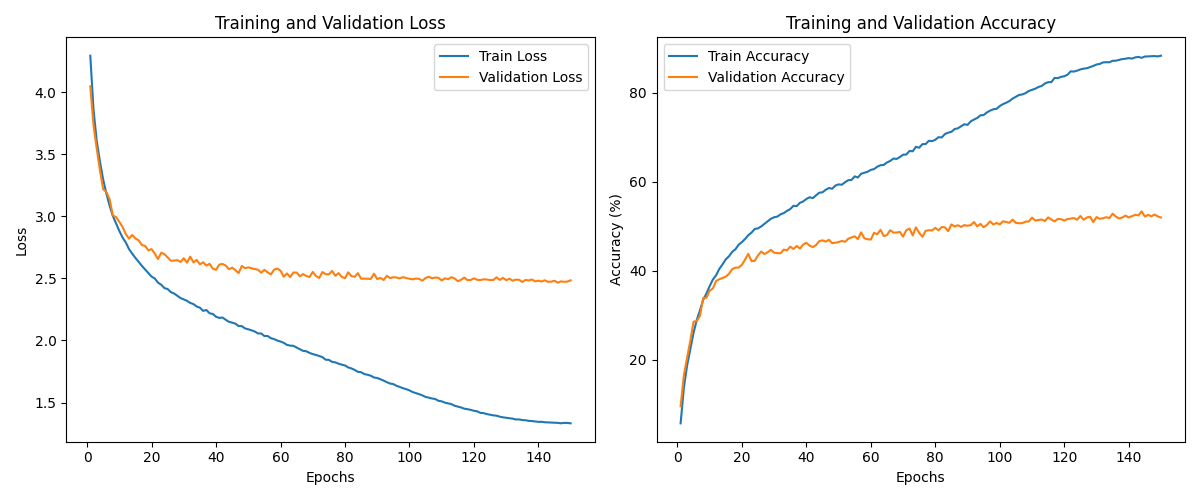 Training and Validation Loss
Train Loss
Validation Loss
Loss
4.0
3.5
3.0
2.5
2.0
1.5
0 20 40 60 80 100 120 140
Epochs
Training and Validation Accuracy
Train Accuracy
Validation Accuracy
Accuracy (%)
80
60
40
20
0 20 40 60 80 100 120 140
Epochs